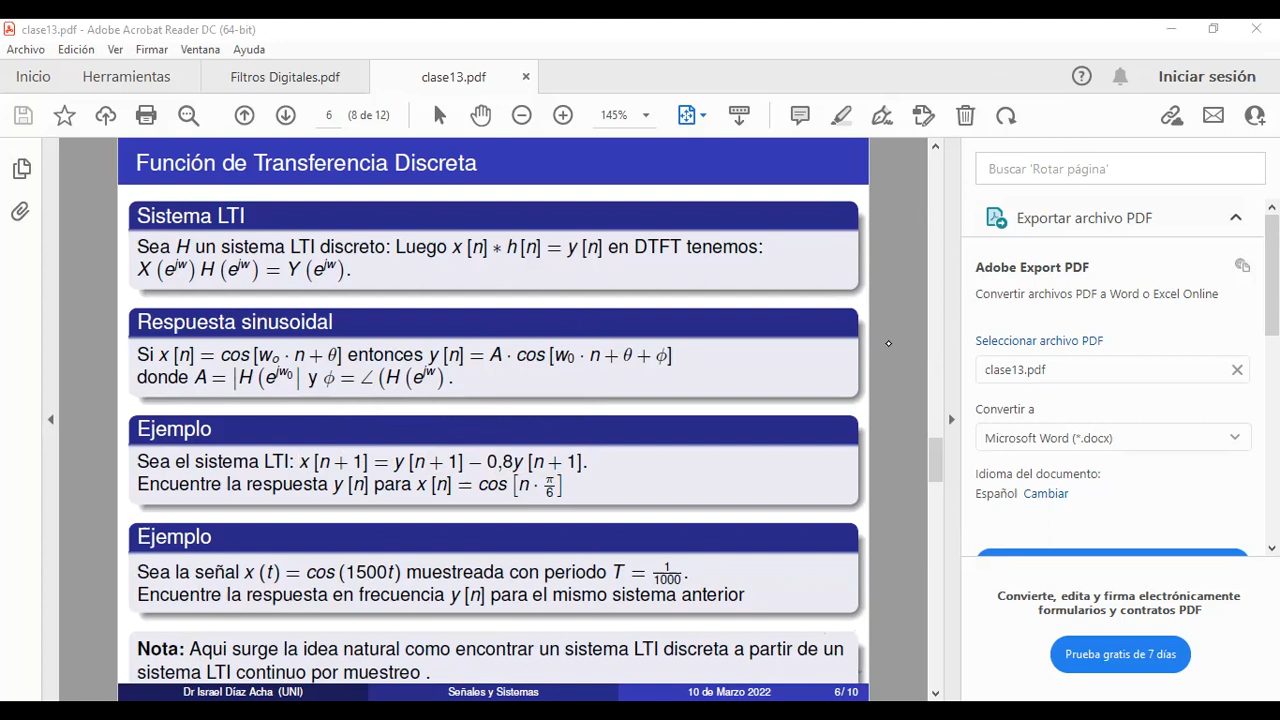 clase13.pdf - Adobe Acrobat Reader DC (64-bit)
Archivo Edición Ver Firmar Ventana Ayuda
Inicio Herramientas Filtros Digitales.pdf clase13.pdf × Iniciar sesión
6 (8 de 12) 145%
Función de Transferencia Discreta
Sistema LTI
Sea H un sistema LTI discreto: Luego x [n] ∗ h [n] = y [n] en DTFT tenemos:
X (e^{jw}) H (e^{jw}) = Y (e^{jw}).
Respuesta sinusoidal
Si x [n] = cos [w_o · n + θ] entonces y [n] = A · cos [w_0 · n + θ + ϕ]
donde A = |H (e^{jw_0}| y ϕ = ∠ (H (e^{jw}) .
Ejemplo
Sea el sistema LTI: x [n + 1] = y [n + 1] − 0,8y [n + 1].
Encuentre la respuesta y [n] para x [n] = cos [n · π/6]
Ejemplo
Sea la señal x (t) = cos (1500t) muestreada con periodo T = 1/1000.
Encuentre la respuesta en frecuencia y [n] para el mismo sistema anterior
Nota: Aqui surge la idea natural como encontrar un sistema LTI discreta a partir de un
sistema LTI continuo por muestreo .
Dr Israel Díaz Acha (UNI) Señales y Sistemas 10 de Marzo 2022 6/10
Buscar 'Rotar página'
Exportar archivo PDF
Adobe Export PDF
Convertir archivos PDF a Word o Excel Online
Seleccionar archivo PDF
clase13.pdf
Convertir a
Microsoft Word (*.docx)
Idioma del documento:
Español Cambiar
Convierte, edita y firma electrónicamente
formularios y contratos PDF
Prueba gratis de 7 días